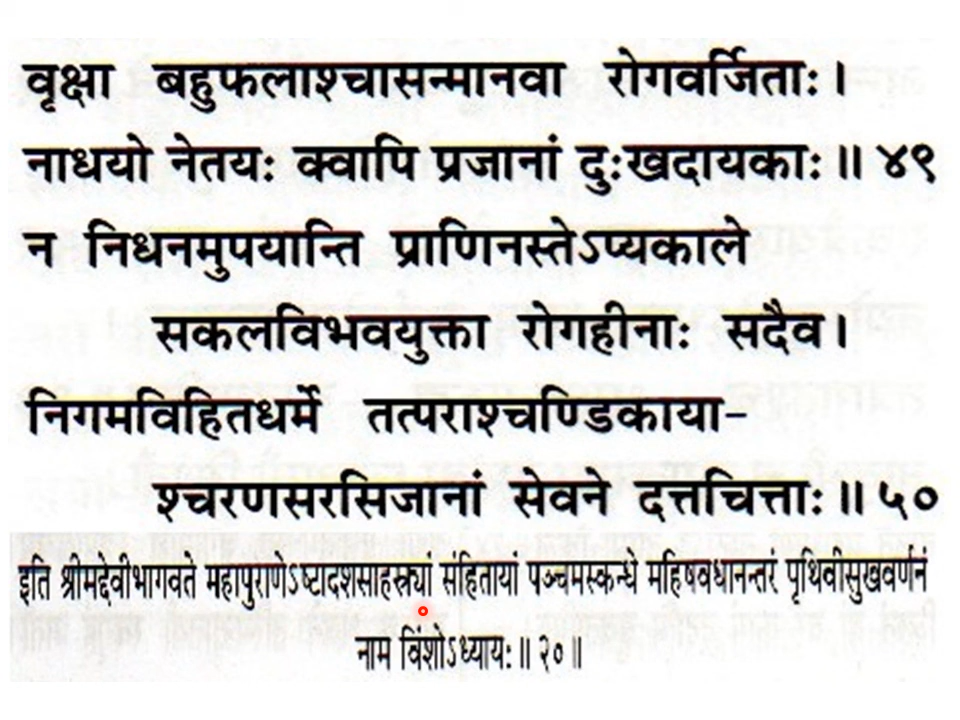 वृक्षा बहुफलाश्चासन्मानवा रोगवर्जिताः।
नाधयो नेतयः क्वापि प्रजानां दुःखदायकाः॥ ४९
न निधनमुपयान्ति प्राणिनस्तेऽप्यकाले
सकलविभवयुक्ता रोगहीनाः सदैव।
निगमविहितधर्मे तत्पराश्चण्डिकाया-
श्चरणसरसिजानां सेवने दत्तचित्ताः॥ ५०
इति श्रीमद्देवीभागवते महापुराणेऽष्टादशसाहस्र्यां संहितायां पञ्चमस्कन्धे महिषवधानन्तरं पृथिवीसुखवर्णनं
नाम विंशोऽध्यायः॥ २०॥